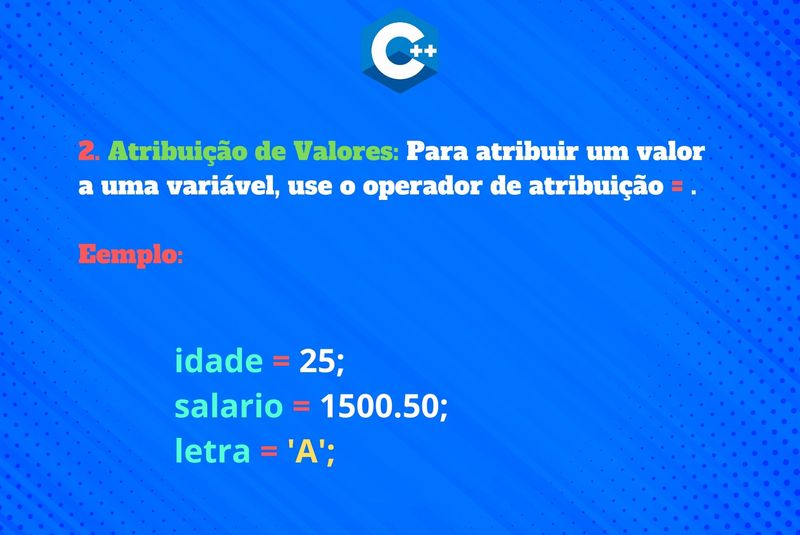 C++
2. Atribuição de Valores: Para atribuir um valor
a uma variável, use o operador de atribuição = .
Eemplo:
idade = 25;
salario = 1500.50;
letra = 'A';